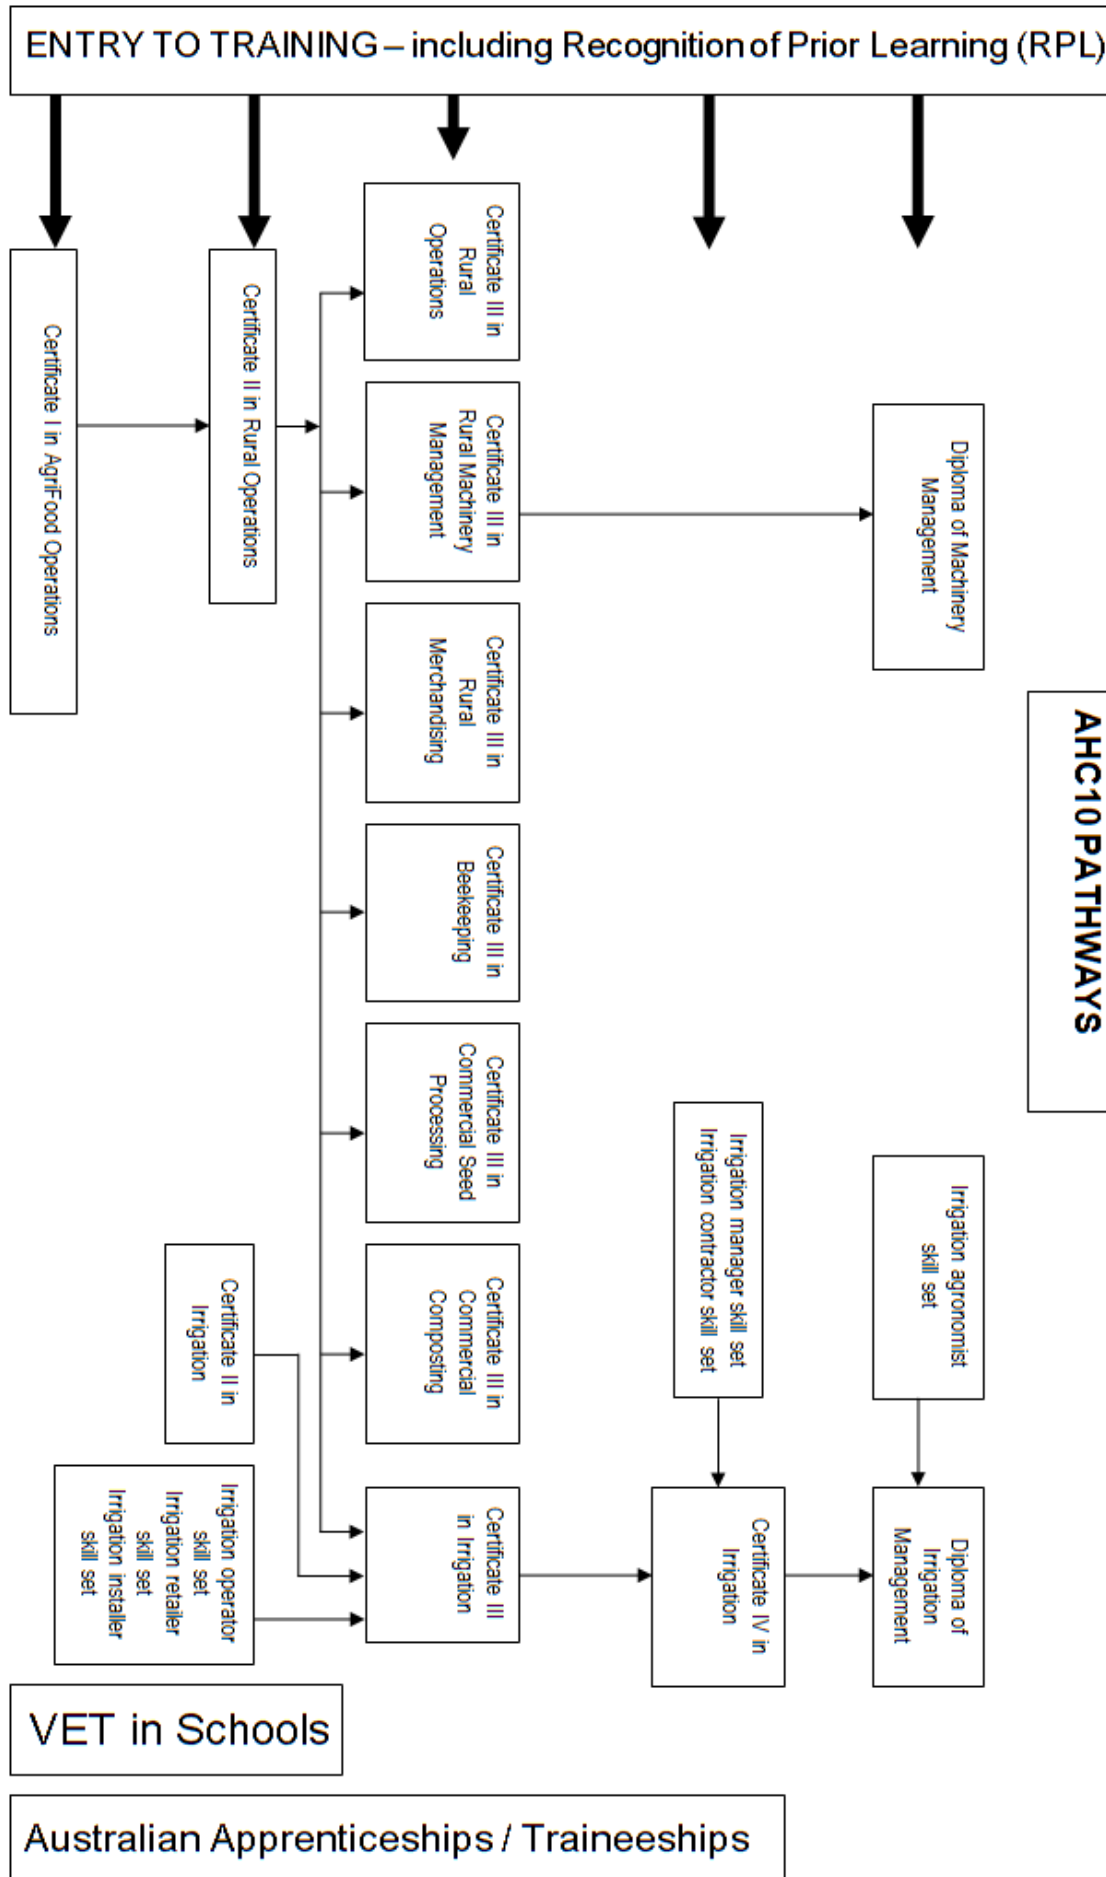 ENTRY TO TRAINING – including Recognition of Prior Learning (RPL)
Certificate III in
Rural
Operations
Certificate I in AgriFood Operations
Certificate II in Rural Operations
Certificate III in
Rural Machinery
Management
Diploma of Machinery
Management
Certificate III in
Rural
Merchandising
AHC10 PATHWAYS
Certificate III in
Beekeeping
Certificate III in
Commercial Seed
Processing
Irrigation manager skill set
Irrigation contractor skill set
Irrigation agronomist
skill set
Certificate II in
Irrigation
Certificate III in
Commercial
Composting
Irrigation operator
skill set
Irrigation retailer
skill set
Irrigation installer
skill set
Certificate III
in Irrigation
Certificate IV in
Irrigation
Diploma of
Irrigation
Management
VET in Schools
Australian Apprenticeships / Traineeships